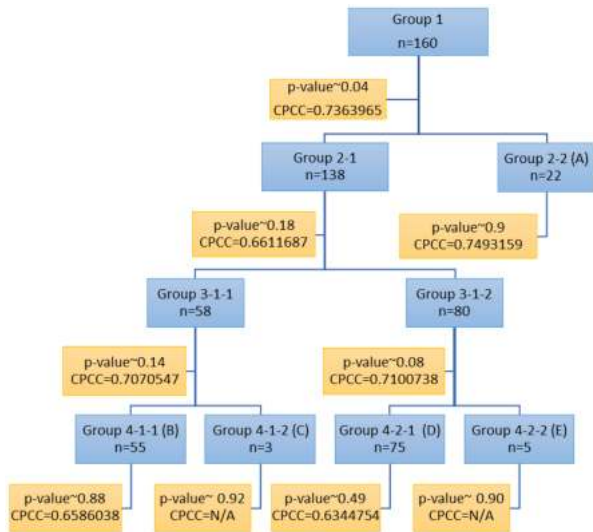 Group 1
n=160
p-value~0.04
CPCC=0.7363965
Group 2-1
n=138
Group 2-2 (A)
n=22
p-value~0.18
CPCC=0.6611687
p-value~0.9
CPCC=0.7493159
Group 3-1-1
n=58
Group 3-1-2
n=80
p-value~0.14
CPCC=0.7070547
p-value~0.08
CPCC=0.7100738
Group 4-1-1 (B)
n=55
Group 4-1-2 (C)
n=3
Group 4-2-1 (D)
n=75
Group 4-2-2 (E)
n=5
p-value~0.88
CPCC=0.6586038
p-value~ 0.92
CPCC=N/A
p-value~0.49
CPCC=0.6344754
p-value~ 0.90
CPCC=N/A